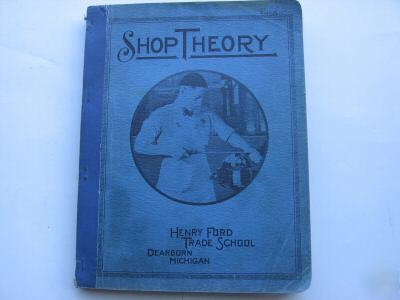 SHOP THEORY
HENRY FORD
TRADE SCHOOL
DEARBORN
MICHIGAN